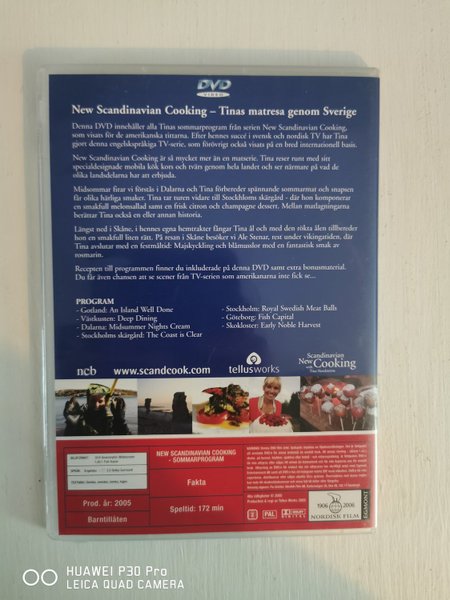 DVD
VIDEO
New Scandinavian Cooking – Tinas matresa genom Sverige
Denna DVD innehåller alla Tinas sommarprogram från serien New Scandinavian Cooking,
som visats för de amerikanska tittarna. Efter hennes succé i svensk och nordisk TV har Tina
gjort denna engelskspråkiga TV-serie, som förövrigt också visats på en bred internationell basis.
New Scandinavian Cooking är så mycket mer än en matserie. Tina reser runt med sitt
specialdesignade mobila kök kors och tvärs genom hela landet och ser närmare på vad de
olika landsdelarna har att erbjuda.
Midsommar firar vi förstås i Dalarna och Tina förbereder spännande sommarmat och snapsen
får olika härliga smaker. Tina tar turen vidare till Stockholms skärgård - där hon komponerar
en smakfull melonsallad samt en frisk citron och champagne dessert. Mellan matlagningarna
berättar Tina också en eller annan historia.
Längst ned i Skåne, i hennes egna hemtrakter fångar Tina ål och med den rökta ålen tillbereder
hon en smakfull liten rätt. På resan i Skåne besöker vi Ale Stenar, rest under vikingatiden, där
Tina avslutar med en festmåltid: Majskyckling och blåmusslor med en fantastisk smak av
rosmarin.
Recepten till programmen finner du inkluderade på denna DVD samt extra bonusmaterial.
Du får även chansen att se scener från TV-serien som amerikanarna inte fick se...
PROGRAM
- Gotland: An Island Well Done
- Västkusten: Deep Dining
- Dalarna: Midsummer Nights Cream
- Stockholms skärgård: The Coast is Clear
- Stockholm: Royal Swedish Meat Balls
- Göteborg: Fish Capital
- Skokloster: Early Noble Harvest
ncb
www.scandcook.com
tellusworks
Scandinavian
New Cooking
NEW SCANDINAVIAN COOKING
- SOMMARPROGRAM
Fakta
Speltid: 172 min
Prod. år: 2005
Barntillåten
PAL
DOLBY
DIGITAL
1906 2006
NORDISK FILM
EGMONT
HUAWEI P30 Pro
LEICA QUAD CAMERA